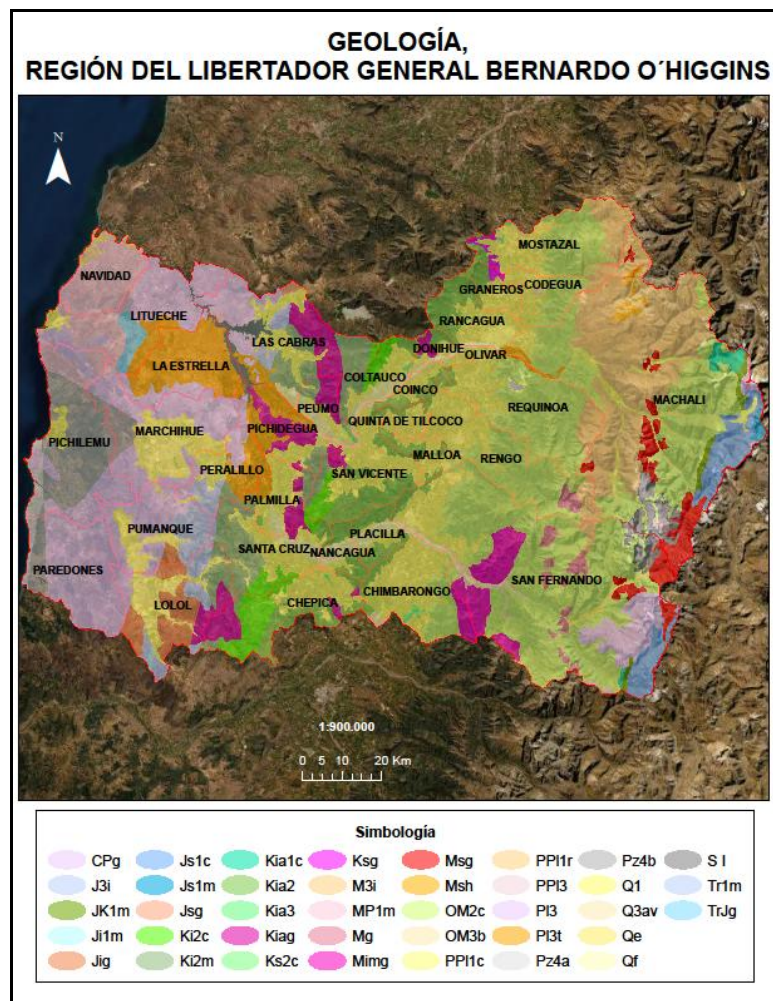 GEOLOGÍA,
REGIÓN DEL LIBERTADOR GENERAL BERNARDO O´HIGGINS
N
MOSTAZAL
NAVIDAD
GRANEROS CODEGUA
LITUECHE
RANCAGUA
LAS CABRAS
DONIHUE
OLIVAR
LA ESTRELLA
COLTAUCO
COINCO
MACHALI
PEUMO
REQUINOA
QUINTA DE TILCOCO
PICHILEMU
MARCHIHUE
PICHIDEGUA
MALLOA
RENGO
PERALILLO
SAN VICENTE
PALMILLA
PUMANQUE
PLACILLA
SANTA CRUZ
NANCAGUA
PAREDONES
SAN FERNANDO
LOLOL
CHEPICA
CHIMBARONGO
1:900.000
0 5 10 20 Km
Simbología
CPg Js1c Kia1c Ksg Msg PPl1r Pz4b S I
J3i Js1m Kia2 M3i Msh PPl3 Q1 Tr1m
JK1m Jsg Kia3 MP1m OM2c Pl3 Q3av TrJg
Ji1m Ki2c Kiag Mg OM3b Pl3t Qe
Jig Ki2m Ks2c Mimg PPl1c Pz4a Qf